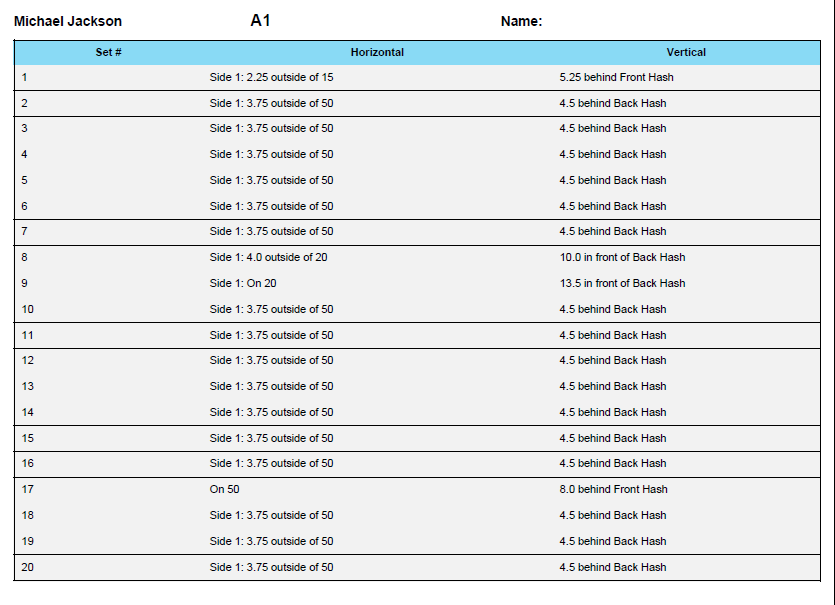 Michael Jackson A1 Name:
Set # Horizontal Vertical
1 Side 1: 2.25 outside of 15 5.25 behind Front Hash
2 Side 1: 3.75 outside of 50 4.5 behind Back Hash
3 Side 1: 3.75 outside of 50 4.5 behind Back Hash
4 Side 1: 3.75 outside of 50 4.5 behind Back Hash
5 Side 1: 3.75 outside of 50 4.5 behind Back Hash
6 Side 1: 3.75 outside of 50 4.5 behind Back Hash
7 Side 1: 3.75 outside of 50 4.5 behind Back Hash
8 Side 1: 4.0 outside of 20 10.0 in front of Back Hash
9 Side 1: On 20 13.5 in front of Back Hash
10 Side 1: 3.75 outside of 50 4.5 behind Back Hash
11 Side 1: 3.75 outside of 50 4.5 behind Back Hash
12 Side 1: 3.75 outside of 50 4.5 behind Back Hash
13 Side 1: 3.75 outside of 50 4.5 behind Back Hash
14 Side 1: 3.75 outside of 50 4.5 behind Back Hash
15 Side 1: 3.75 outside of 50 4.5 behind Back Hash
16 Side 1: 3.75 outside of 50 4.5 behind Back Hash
17 On 50 8.0 behind Front Hash
18 Side 1: 3.75 outside of 50 4.5 behind Back Hash
19 Side 1: 3.75 outside of 50 4.5 behind Back Hash
20 Side 1: 3.75 outside of 50 4.5 behind Back Hash